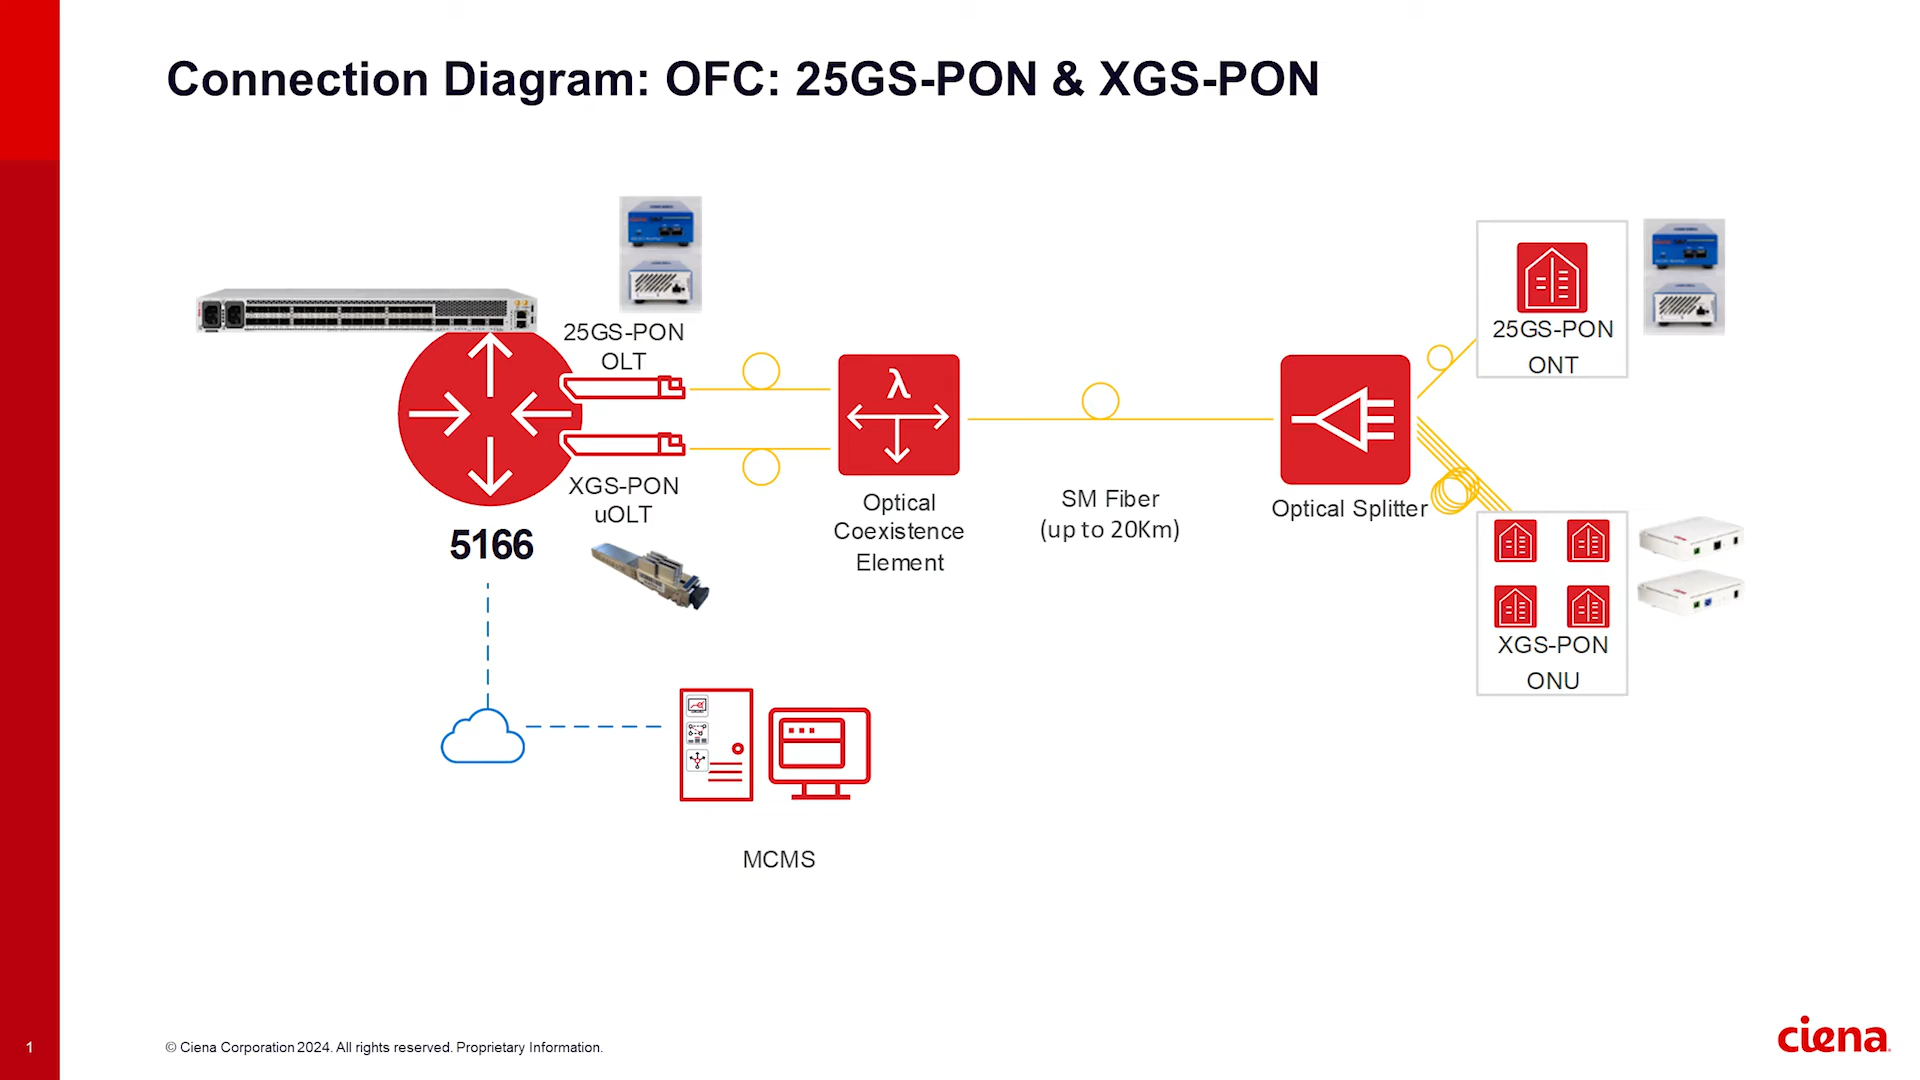 Connection Diagram: OFC: 25GS-PON & XGS-PON
25GS-PON
OLT
XGS-PON
uOLT
5166
λ
Optical
Coexistence
Element
SM Fiber
(up to 20Km)
Optical Splitter
25GS-PON
ONT
XGS-PON
ONU
MCMS
1
© Ciena Corporation 2024. All rights reserved. Proprietary Information.
ciena